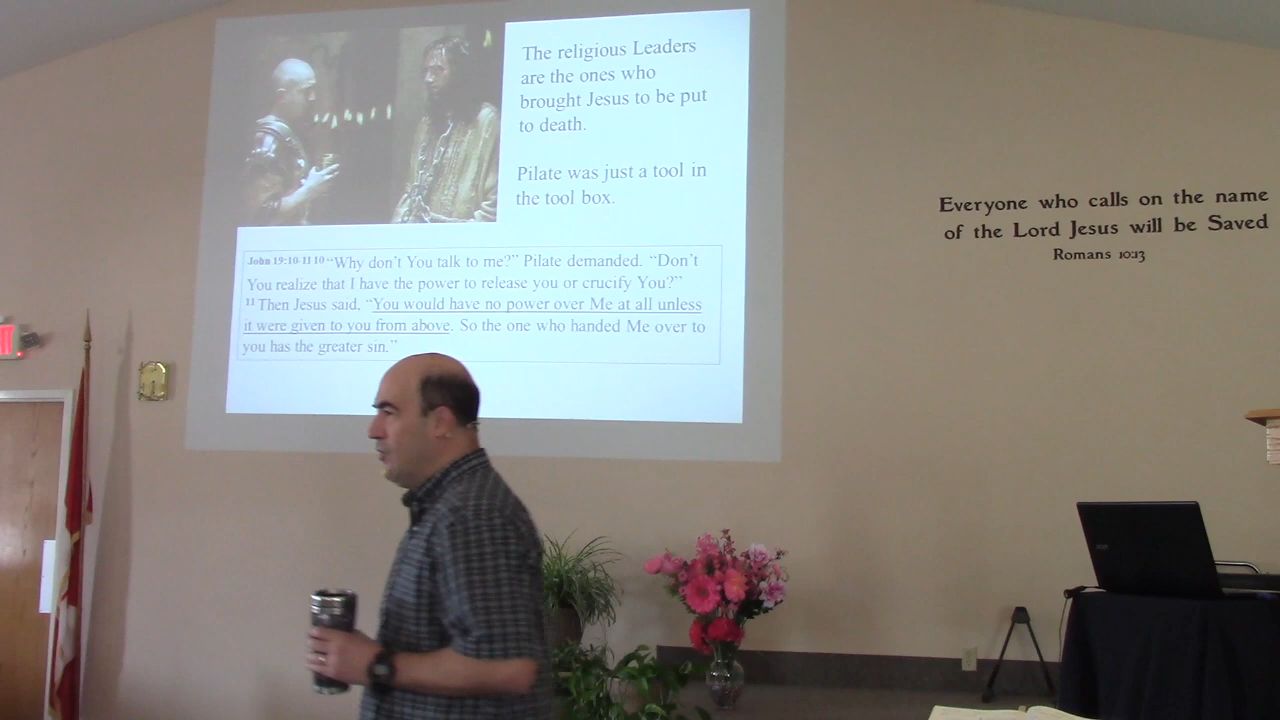 The religious Leaders
are the ones who
brought Jesus to be put
to death.
Pilate was just a tool in
the tool box.
John 19:10-11 10 “Why don’t You talk to me?” Pilate demanded. “Don’t
You realize that I have the power to release you or crucify You?”
11 Then Jesus said, “You would have no power over Me at all unless
it were given to you from above. So the one who handed Me over to
you has the greater sin.”
Everyone who calls on the name
of the Lord Jesus will be Saved
Romans 10:13
acer